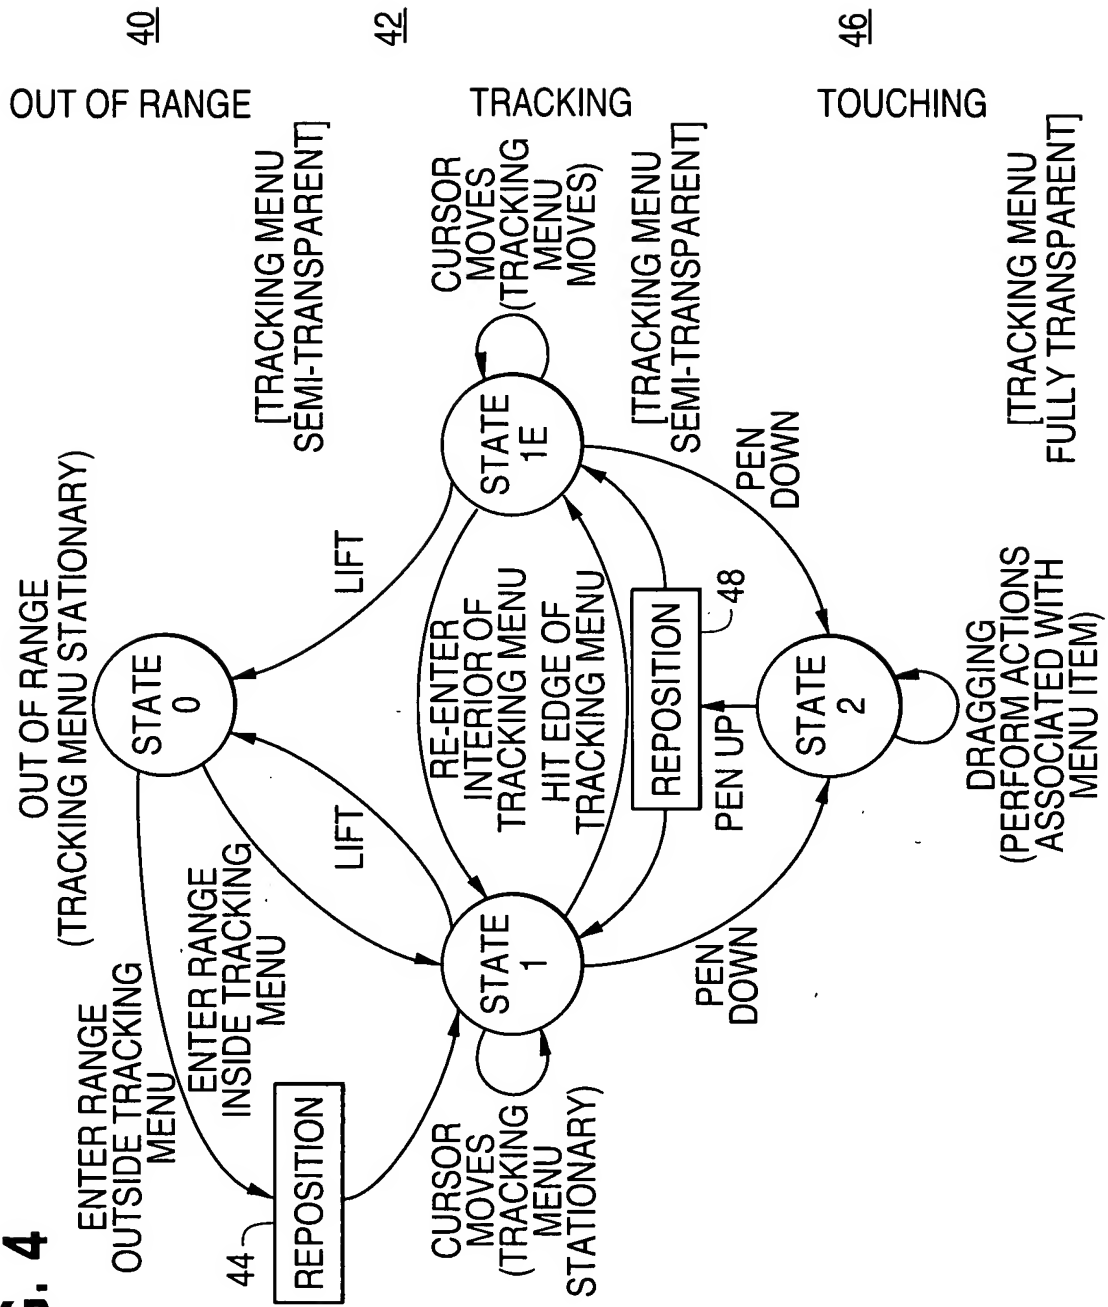 G. 4
OUT OF RANGE
(TRACKING MENU STATIONARY)
OUT OF RANGE
40
ENTER RANGE
OUTSIDE TRACKING
MENU
STATE
0
ENTER RANGE
INSIDE TRACKING
MENU
[TRACKING MENU
SEMI-TRANSPARENT]
44
REPOSITION
LIFT
LIFT
TRACKING
42
CURSOR
MOVES
(TRACKING
MENU
STATIONARY)
STATE
1
RE-ENTER
INTERIOR OF
TRACKING MENU
HIT EDGE OF
TRACKING MENU
STATE
1E
CURSOR
MOVES
(TRACKING
MENU
MOVES)
REPOSITION
48
[TRACKING MENU
SEMI-TRANSPARENT]
PEN
DOWN
PEN UP
PEN
DOWN
TOUCHING
46
STATE
2
DRAGGING
(PERFORM ACTIONS
ASSOCIATED WITH
MENU ITEM)
[TRACKING MENU
FULLY TRANSPARENT]